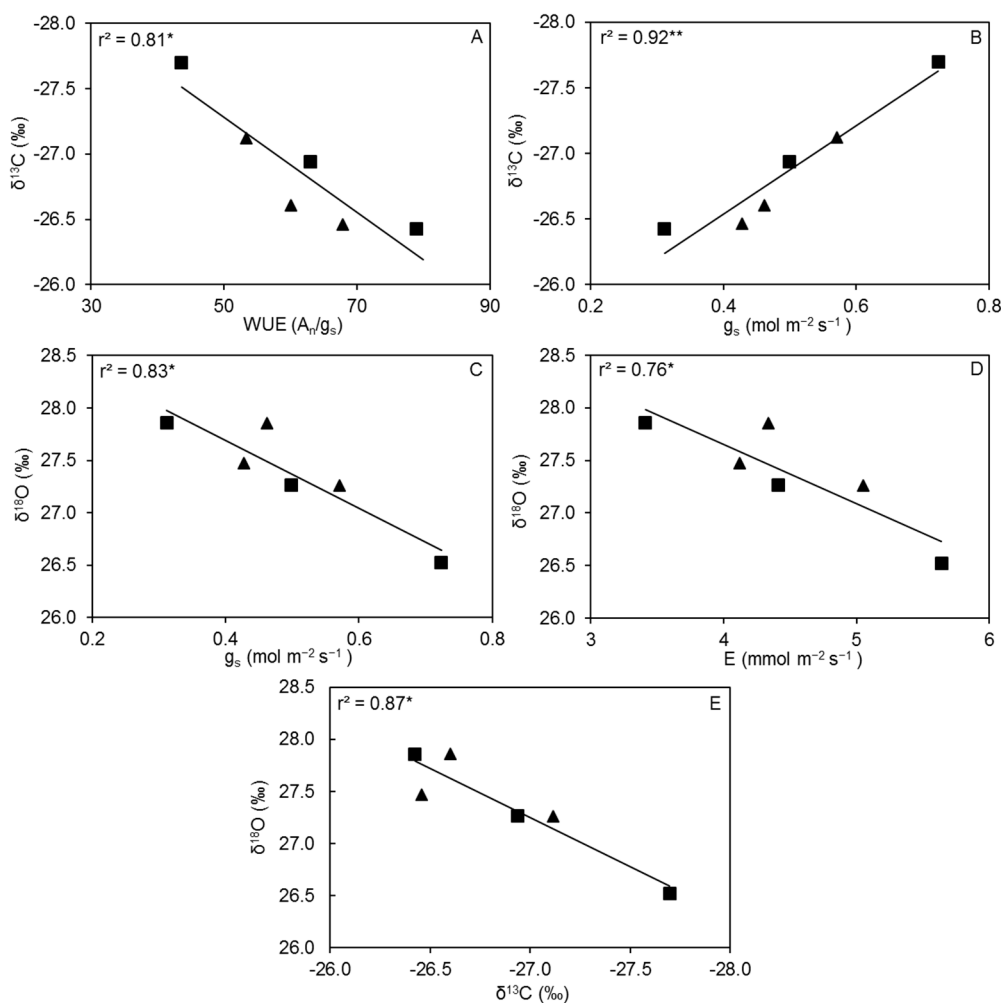 r² = 0.81*
A
-28.0
-27.5
-27.0
-26.5
-26.0
δ¹³C (‰)
30
50
70
90
WUE (Aₙ/gₛ)
r² = 0.92**
B
-28.0
-27.5
-27.0
-26.5
-26.0
δ¹³C (‰)
0.2
0.4
0.6
0.8
gₛ (mol m⁻² s⁻¹)
r² = 0.83*
C
28.5
28.0
27.5
27.0
26.5
26.0
δ¹⁸O (‰)
0.2
0.4
0.6
0.8
gₛ (mol m⁻² s⁻¹)
r² = 0.76*
D
28.5
28.0
27.5
27.0
26.5
26.0
δ¹⁸O (‰)
3
4
5
6
E (mmol m⁻² s⁻¹)
r² = 0.87*
E
28.5
28.0
27.5
27.0
26.5
26.0
δ¹⁸O (‰)
-26.0
-26.5
-27.0
-27.5
-28.0
δ¹³C (‰)